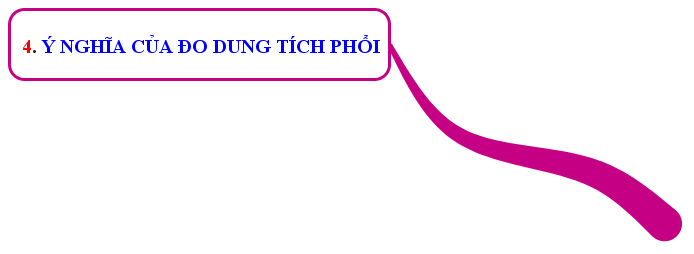 4. Ý NGHĨA CỦA ĐO DUNG TÍCH PHỔI